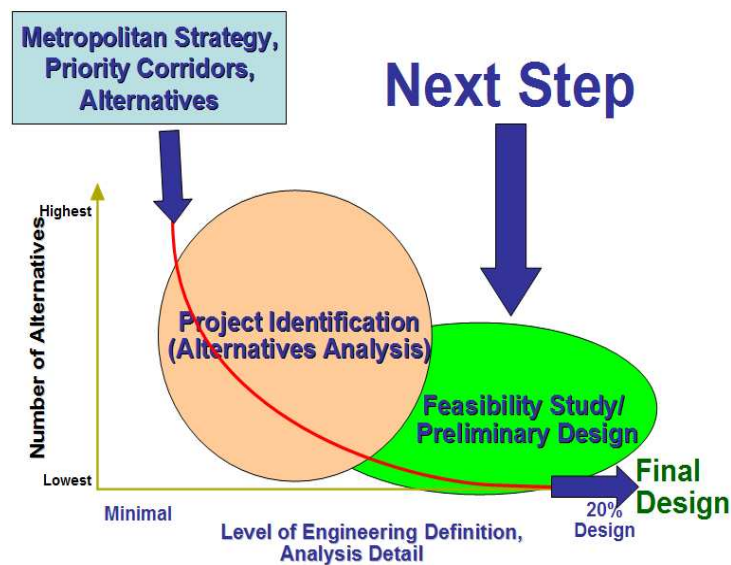 Metropolitan Strategy,
Priority Corridors,
Alternatives
Next Step
Highest
Number of Alternatives
Project Identification
(Alternatives Analysis)
Feasibility Study/
Preliminary Design
Lowest
Minimal
Level of Engineering Definition,
Analysis Detail
20%
Design
Final
Design